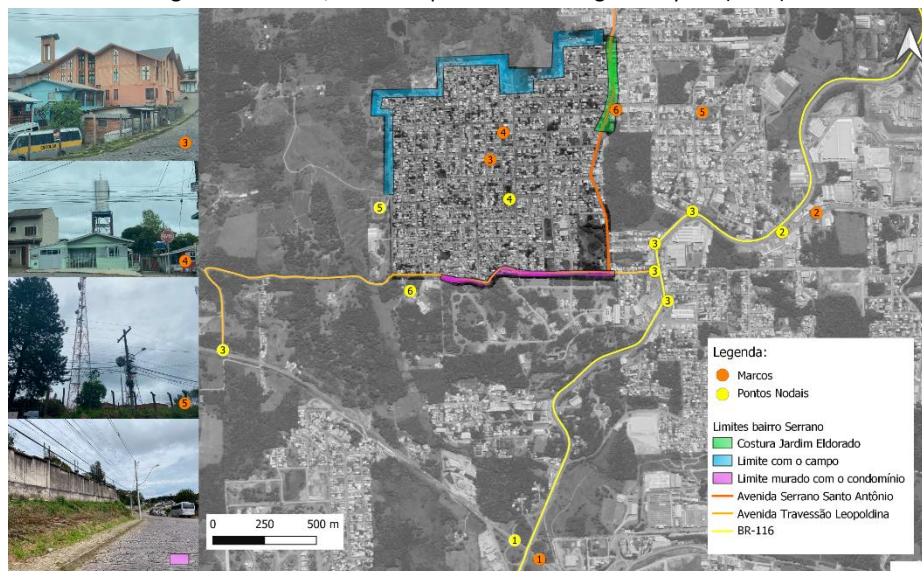 3
4
5
6
5
4
3
4
5
6
3
3
3
3
3
2
2
1
1
0 250 500 m
Legenda:
Marcos
Pontos Nodais
Limites bairro Serrano
Costura Jardim Eldorado
Limite com o campo
Limite murado com o condomínio
Avenida Serrano Santo Antônio
Avenida Travessão Leopoldina
BR-116